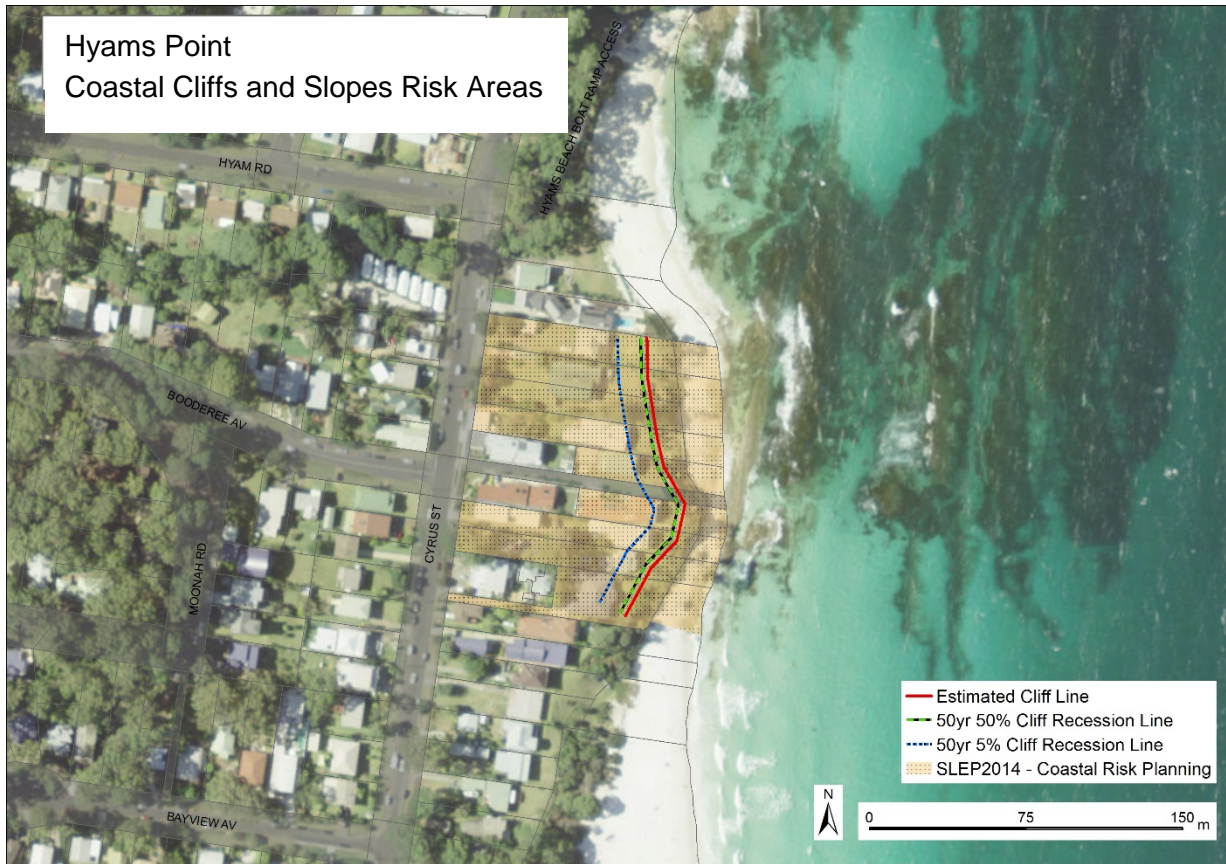 Hyams Point
Coastal Cliffs and Slopes Risk Areas
HYAMS BEACH BOAT RAMP ACCESS
HYAM RD
BOODEREE AV
CYRUS ST
MOONAH RD
BAYVIEW AV
Estimated Cliff Line
50yr 50% Cliff Recession Line
50yr 5% Cliff Recession Line
SLEP2014 - Coastal Risk Planning
N
0 75 150 m